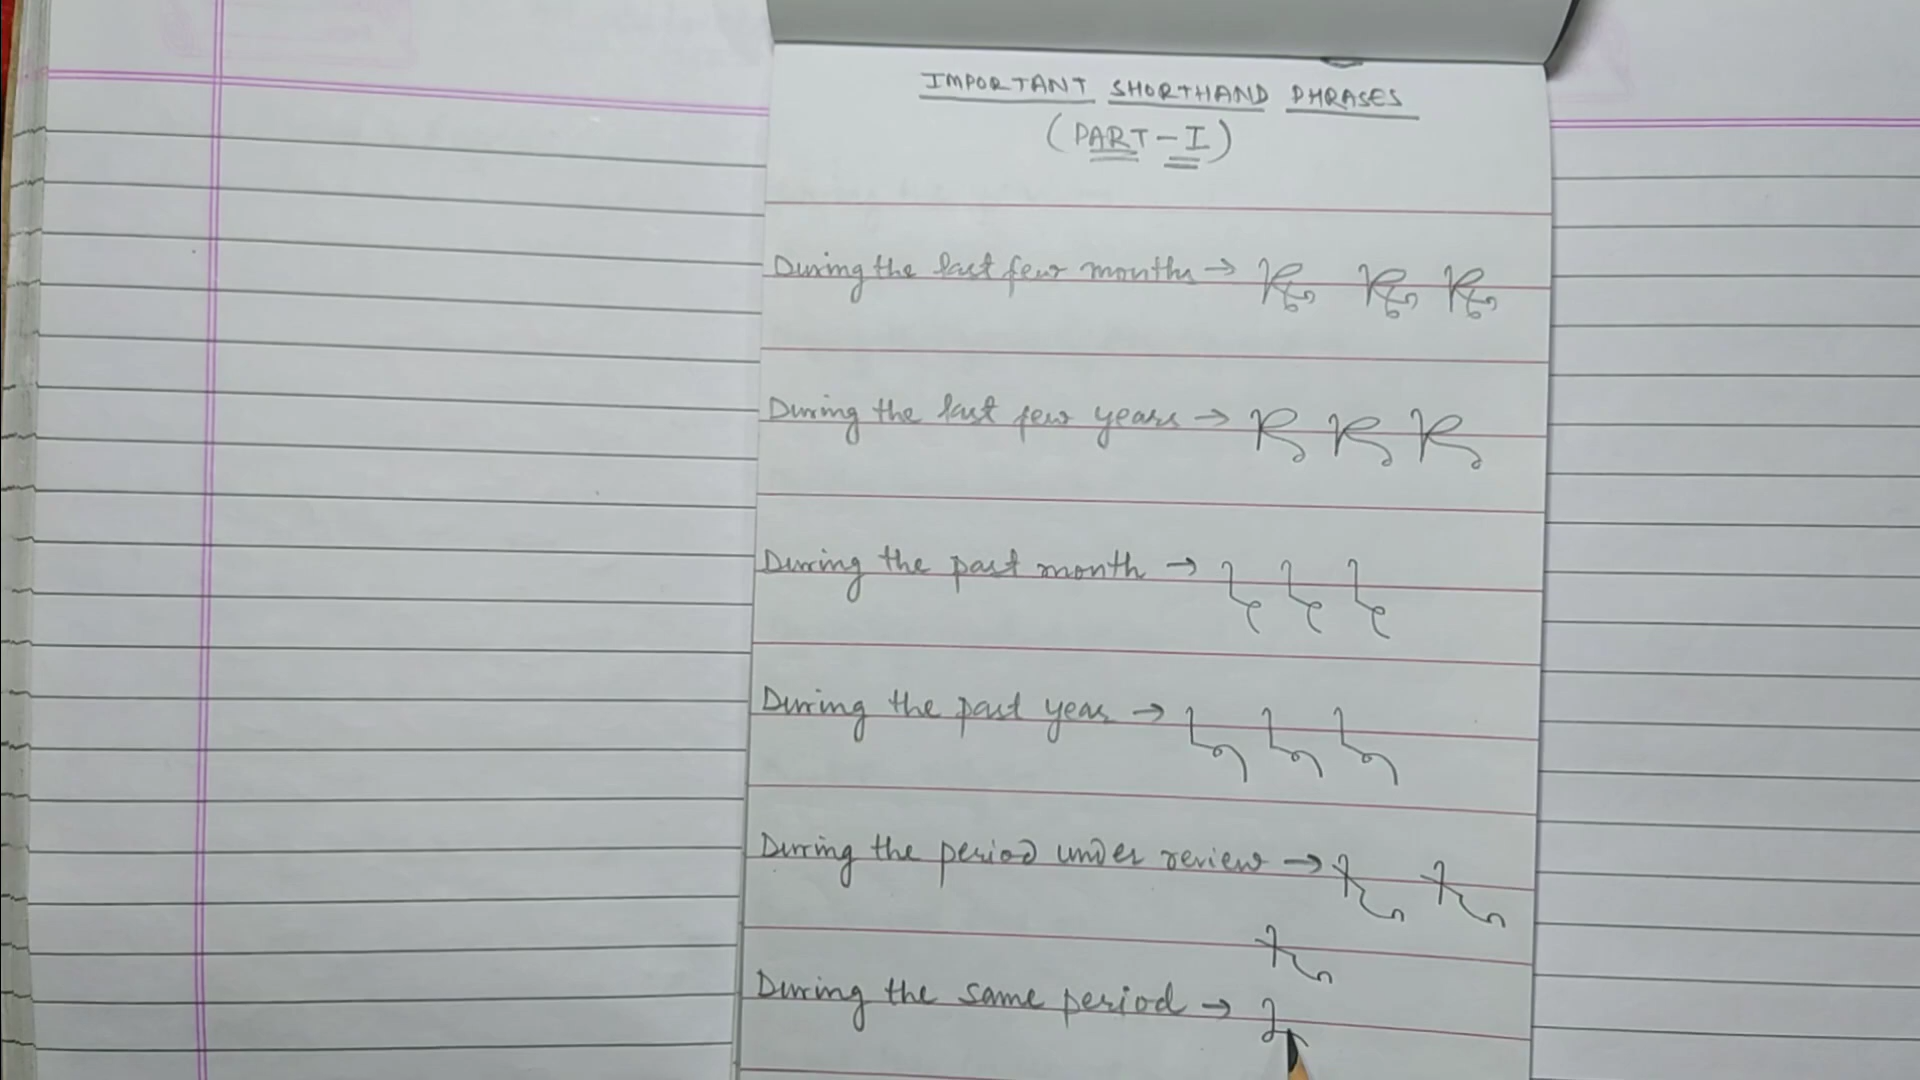 IMPORTANT SHORTHAND PHRASES
(PART-I)
During the last few months →
During the last few years →
During the past month →
During the past year →
During the period under review →
During the same period →